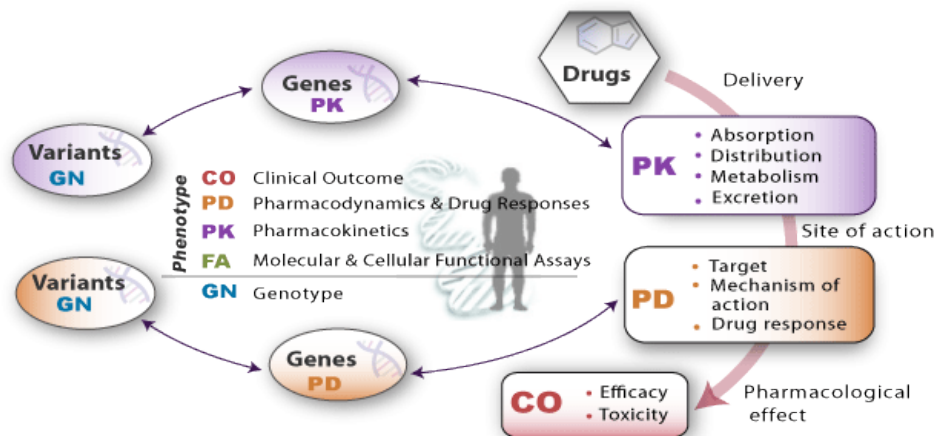 Drugs
Delivery
Genes
PK
Variants
GN
PK
• Absorption
• Distribution
• Metabolism
• Excretion
Phenotype
CO Clinical Outcome
PD Pharmacodynamics & Drug Responses
PK Pharmacokinetics
FA Molecular & Cellular Functional Assays
GN Genotype
Site of action
Variants
GN
PD
• Target
• Mechanism of
action
• Drug response
Genes
PD
CO
• Efficacy
• Toxicity
Pharmacological
effect